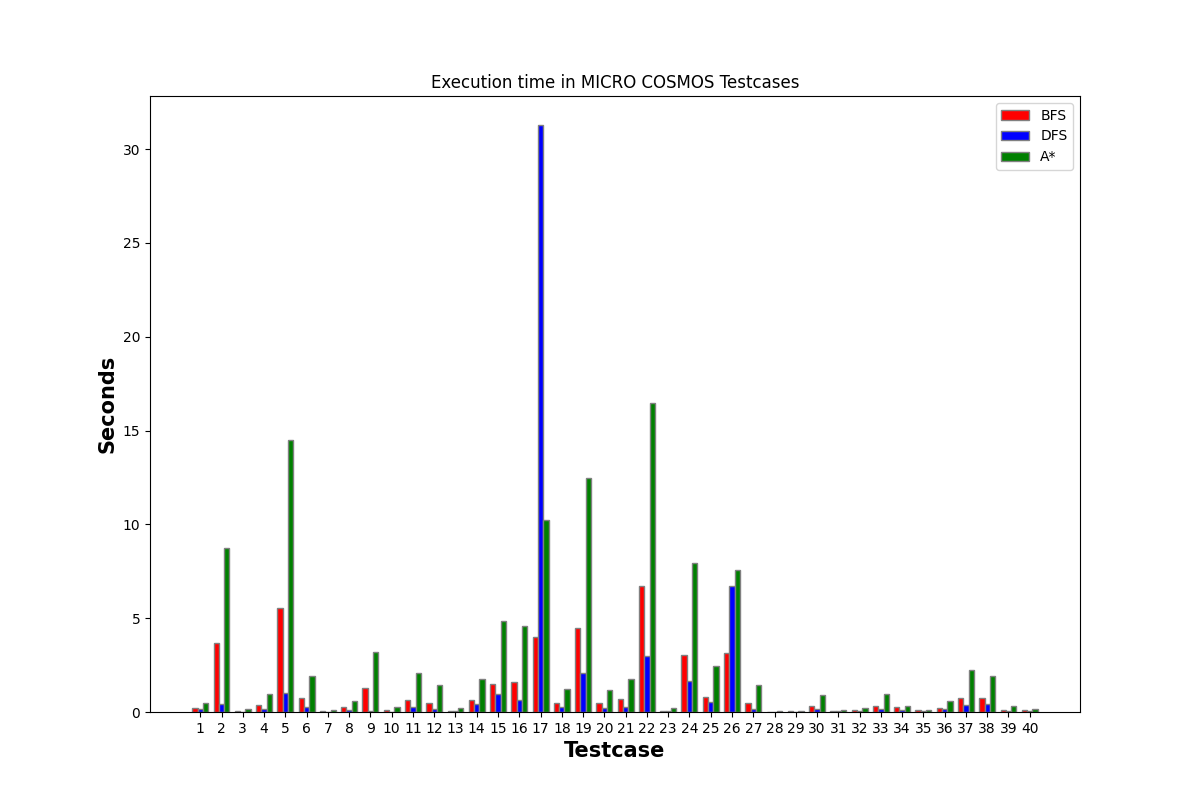 Execution time in MICRO COSMOS Testcases
BFS
DFS
A*
30
25
20
15
10
5
0
Seconds
1 2 3 4 5 6 7 8 9 10 11 12 13 14 15 16 17 18 19 20 21 22 23 24 25 26 27 28 29 30 31 32 33 34 35 36 37 38 39 40
Testcase